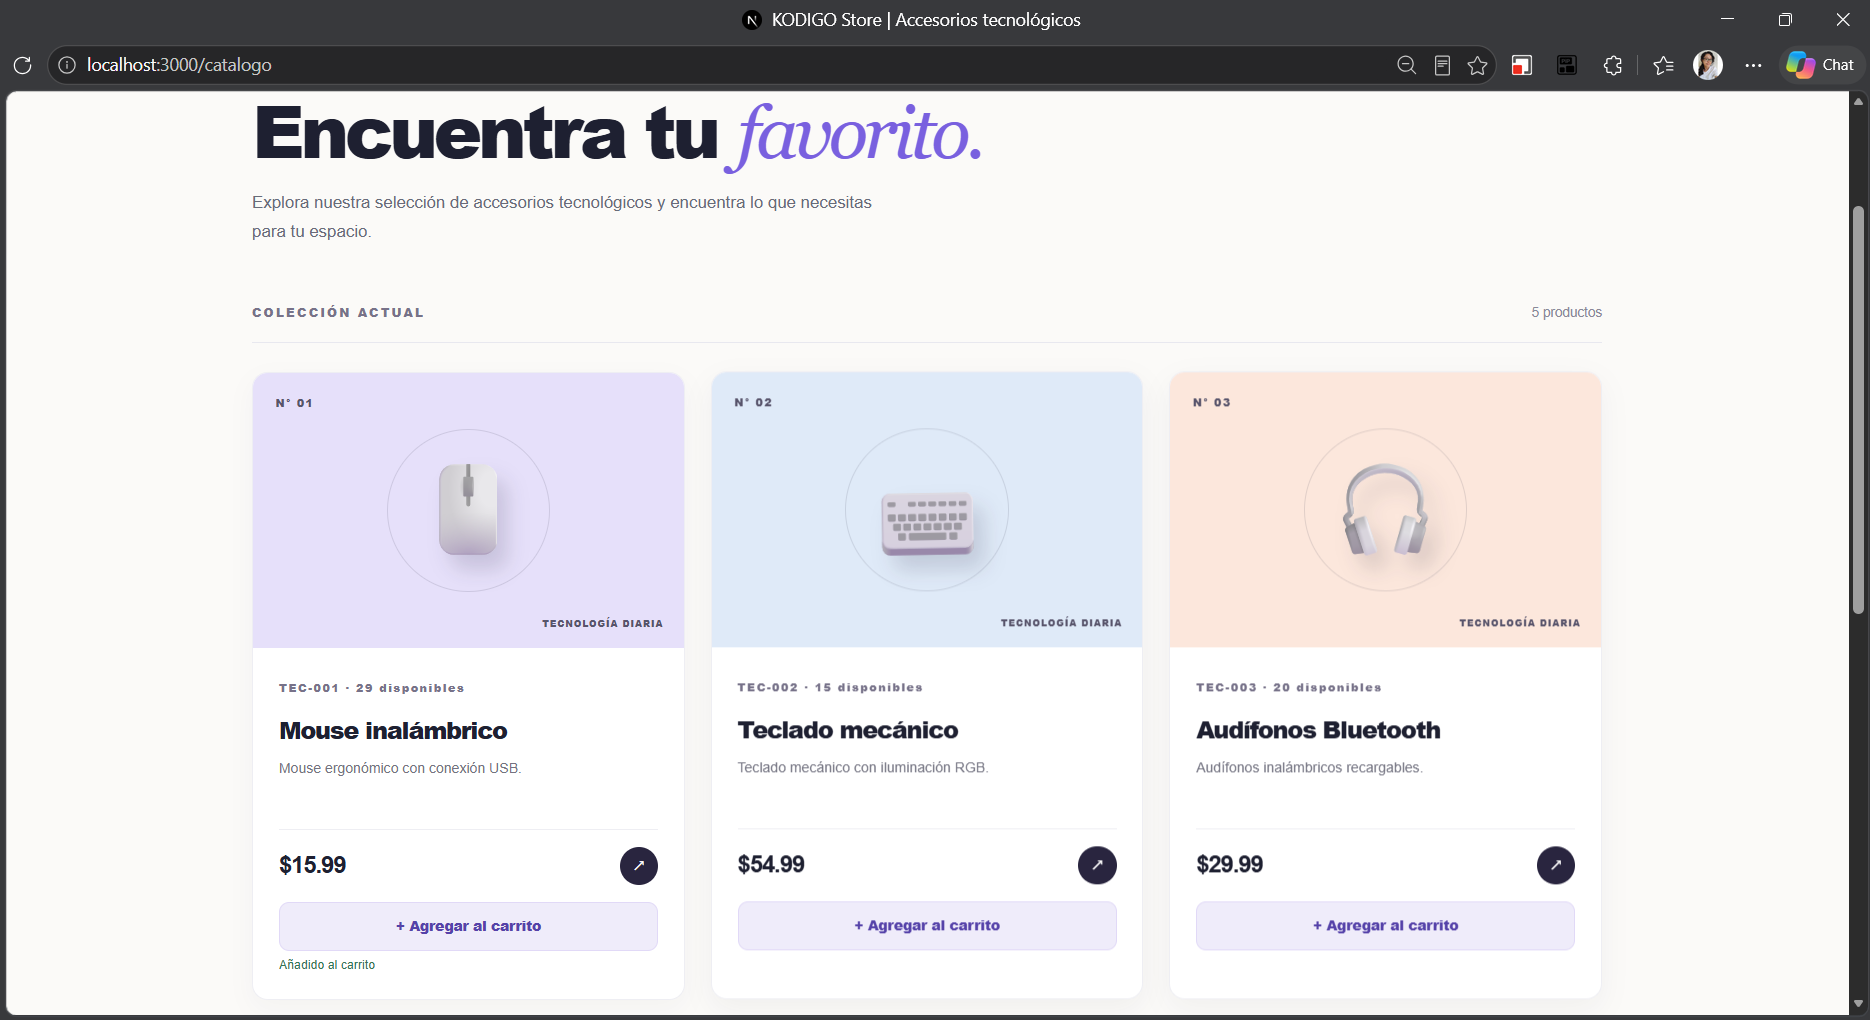 KODIGO Store | Accesorios tecnológicos
localhost:3000/catalogo
Chat
Encuentra tu favorito.
Explora nuestra selección de accesorios tecnológicos y encuentra lo que necesitas
para tu espacio.
COLECCIÓN ACTUAL
5 productos
N° 01
TECNOLOGÍA DIARIA
TEC-001 · 29 disponibles
Mouse inalámbrico
Mouse ergonómico con conexión USB.
$15.99
+ Agregar al carrito
Añadido al carrito
N° 02
TECNOLOGÍA DIARIA
TEC-002 · 15 disponibles
Teclado mecánico
Teclado mecánico con iluminación RGB.
$54.99
+ Agregar al carrito
N° 03
TECNOLOGÍA DIARIA
TEC-003 · 20 disponibles
Audífonos Bluetooth
Audífonos inalámbricos recargables.
$29.99
+ Agregar al carrito